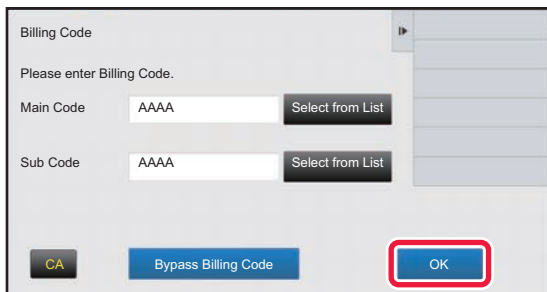 Billing Code
Please enter Billing Code.
Main Code AAAA Select from List
Sub Code AAAA Select from List
CA Bypass Billing Code OK